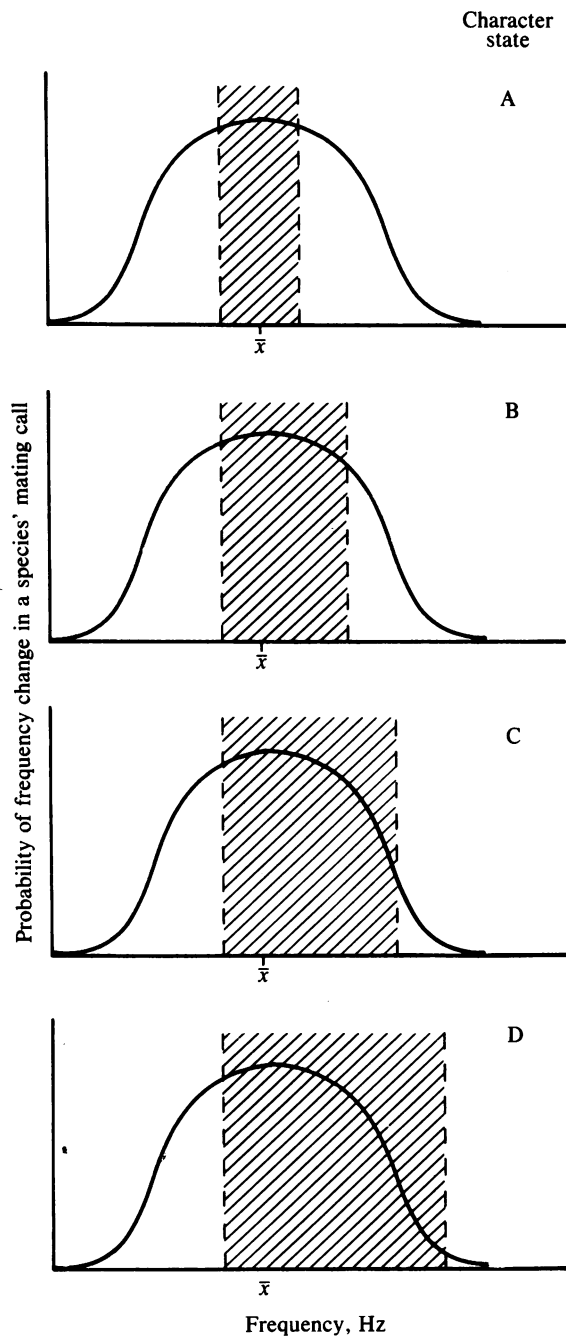 Character
state
A
x̄
B
x̄
Probability of frequency change in a species' mating call
C
x̄
D
x̄
Frequency, Hz